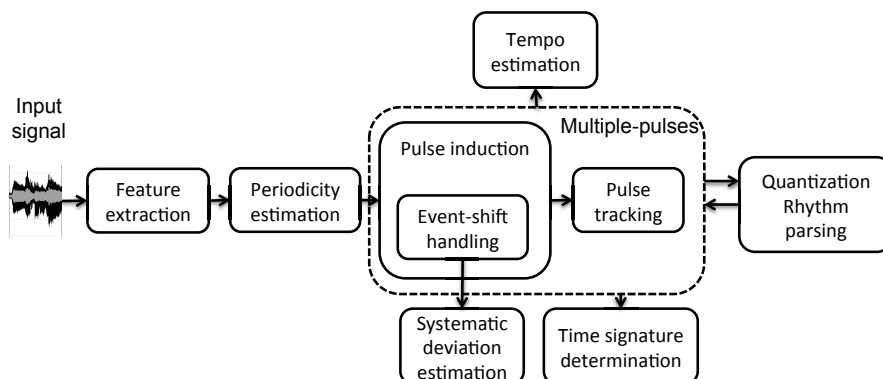 Tempo
estimation
Input
signal
Multiple-pulses
Pulse induction
Feature
extraction
Periodicity
estimation
Event-shift
handling
Pulse
tracking
Quantization
Rhythm
parsing
Systematic
deviation
estimation
Time signature
determination